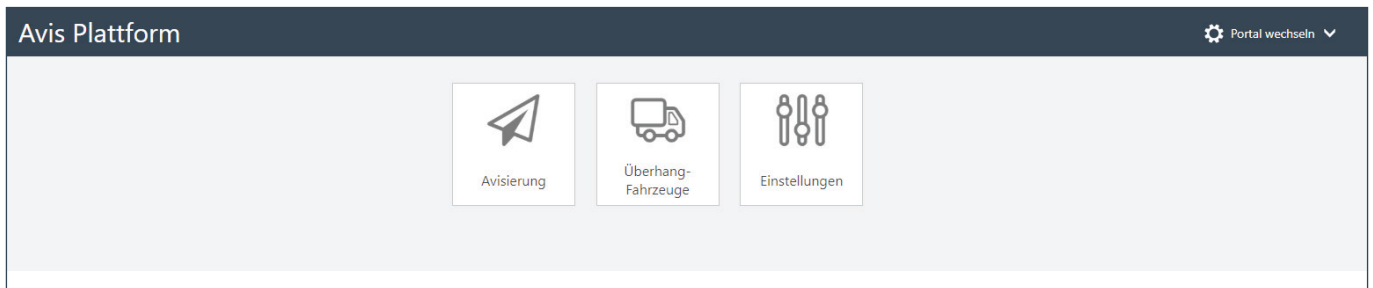 Avis Plattform
Portal wechseln
Avisierung
Überhang-
Fahrzeuge
Einstellungen